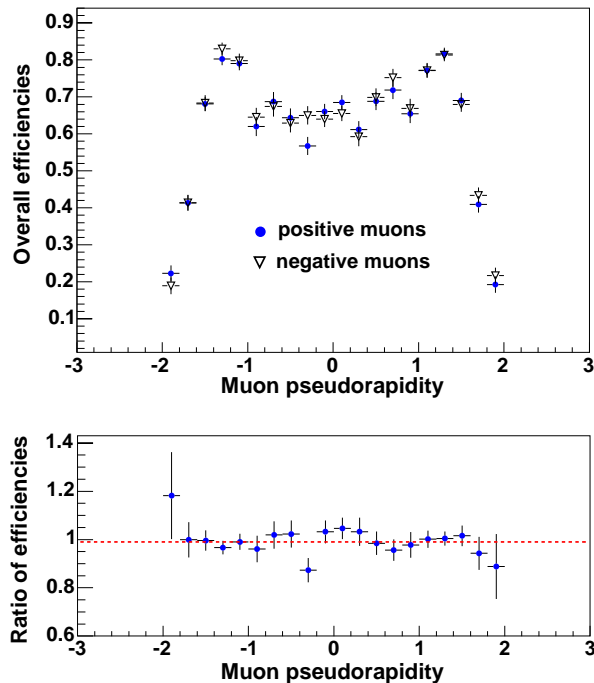 Overall efficiencies
0.9
0.8
0.7
0.6
0.5
0.4
0.3
0.2
0.1
positive muons
negative muons
-3 -2 -1 0 1 2 3
Muon pseudorapidity
Ratio of efficiencies
1.4
1.2
1
0.8
0.6
-3 -2 -1 0 1 2 3
Muon pseudorapidity